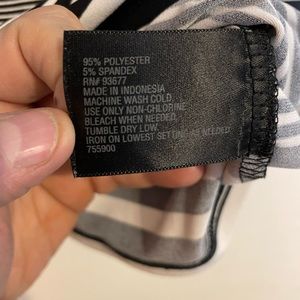 95% POLYESTER
5% SPANDEX
RN# 93677
MADE IN INDONESIA
MACHINE WASH COLD
USE ONLY NON-CHLORINE
BLEACH WHEN NEEDED.
TUMBLE DRY LOW.
IRON ON LOWEST SETTING AS NEEDED
755900